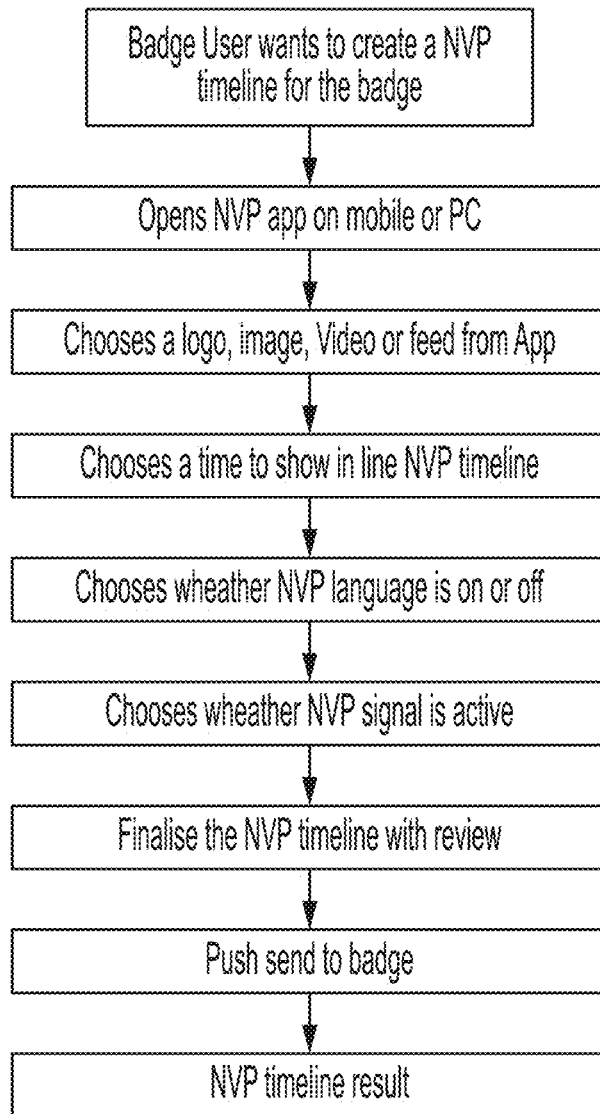 Badge User wants to create a NVP
timeline for the badge
Opens NVP app on mobile or PC
Chooses a logo, image, Video or feed from App
Chooses a time to show in line NVP timeline
Chooses wheather NVP language is on or off
Chooses wheather NVP signal is active
Finalise the NVP timeline with review
Push send to badge
NVP timeline result